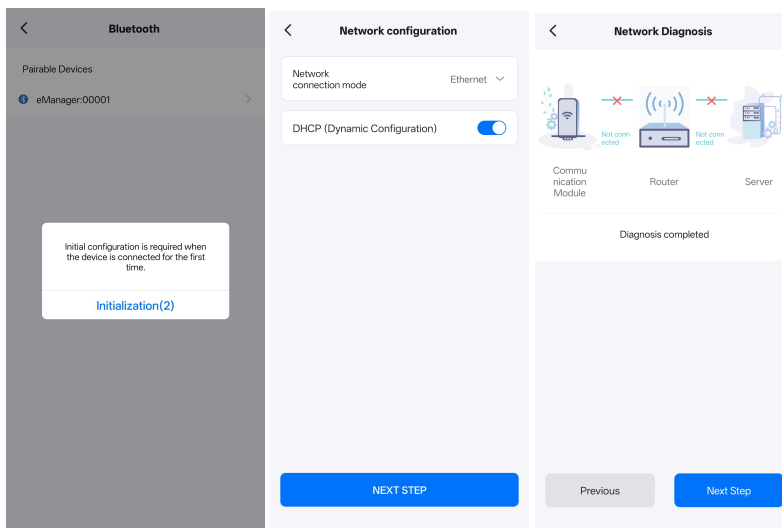 Bluetooth
Pairable Devices
eManager:00001
Initial configuration is required when
the device is connected for the first
time.
Initialization(2)
Network configuration
Network
connection mode
Ethernet
DHCP (Dynamic Configuration)
NEXT STEP
Network Diagnosis
Not conn
ected
Not conn
ected
Commu
nication
Module
Router
Server
Diagnosis completed
Previous
Next Step